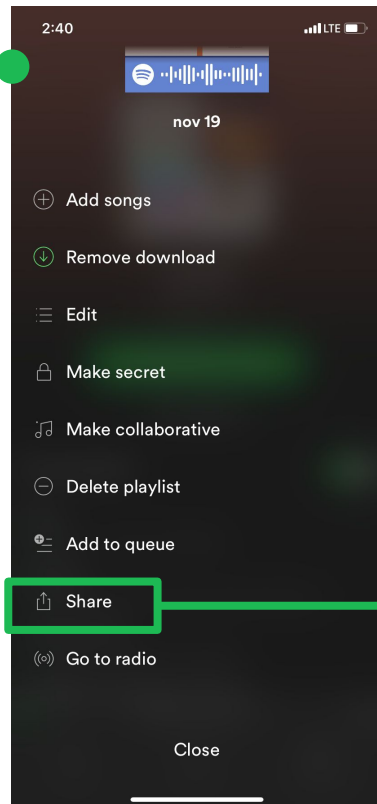 2:40 LTE
nov 19
Add songs
Remove download
Edit
Make secret
Make collaborative
Delete playlist
Add to queue
Share
Go to radio
Close